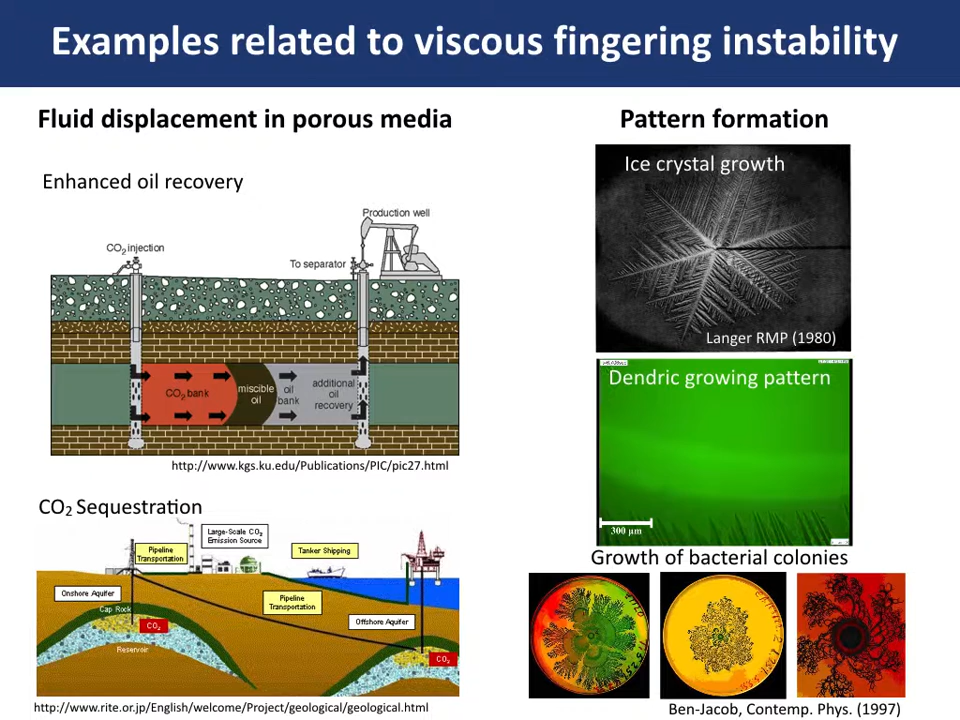 Examples related to viscous fingering instability
Fluid displacement in porous media
Enhanced oil recovery
Production well
CO₂ injection
To separator
CO₂ bank
miscible
oil
oil
bank
additional
oil
recovery
http://www.kgs.ku.edu/Publications/PIC/pic27.html
CO₂ Sequestration
Large-Scale CO₂
Emission Source
Pipeline
Transportation
Tanker Shipping
Onshore Aquifer
Pipeline
Transportation
Cap Rock
CO₂
Offshore Aquifer
Reservoir
CO₂
http://www.rite.or.jp/English/welcome/Project/geological/geological.html
Pattern formation
Ice crystal growth
Langer RMP (1980)
Dendric growing pattern
300 μm
Growth of bacterial colonies
Ben-Jacob, Contemp. Phys. (1997)